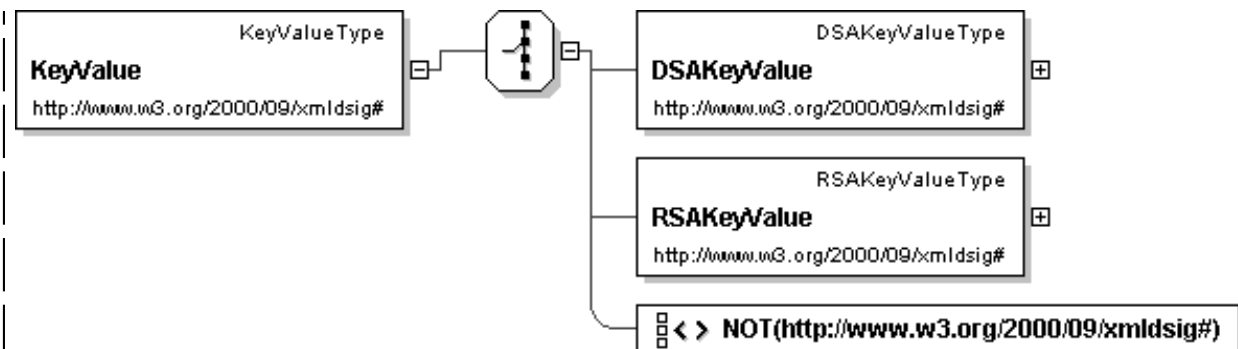 KeyValueType
KeyValue
http://www.w3.org/2000/09/xmldsig#
DSAKeyValueType
DSAKeyValue
http://www.w3.org/2000/09/xmldsig#
RSAKeyValueType
RSAKeyValue
http://www.w3.org/2000/09/xmldsig#
NOT(http://www.w3.org/2000/09/xmldsig#)